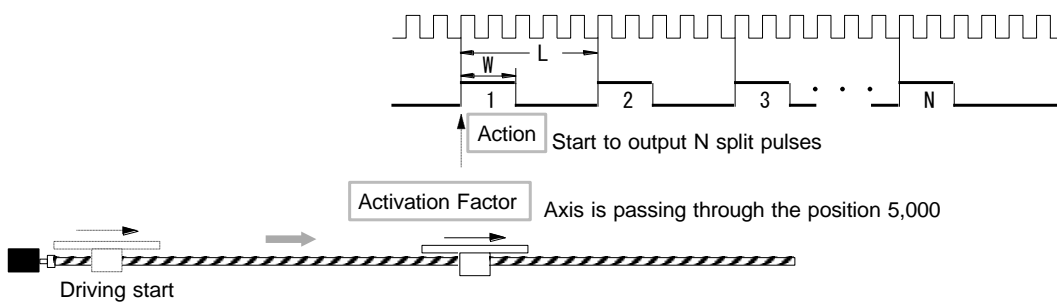 L
W
1 2 3 . . . N
Action Start to output N split pulses
Activation Factor Axis is passing through the position 5,000
Driving start